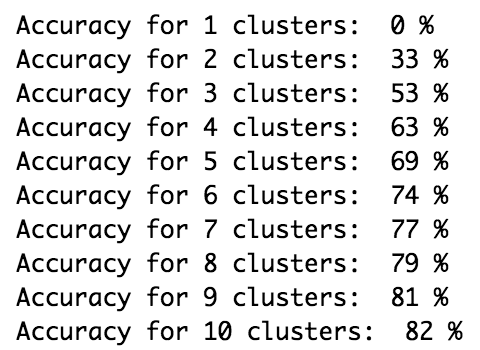 Accuracy for 1 clusters:  0 %
Accuracy for 2 clusters:  33 %
Accuracy for 3 clusters:  53 %
Accuracy for 4 clusters:  63 %
Accuracy for 5 clusters:  69 %
Accuracy for 6 clusters:  74 %
Accuracy for 7 clusters:  77 %
Accuracy for 8 clusters:  79 %
Accuracy for 9 clusters:  81 %
Accuracy for 10 clusters:  82 %